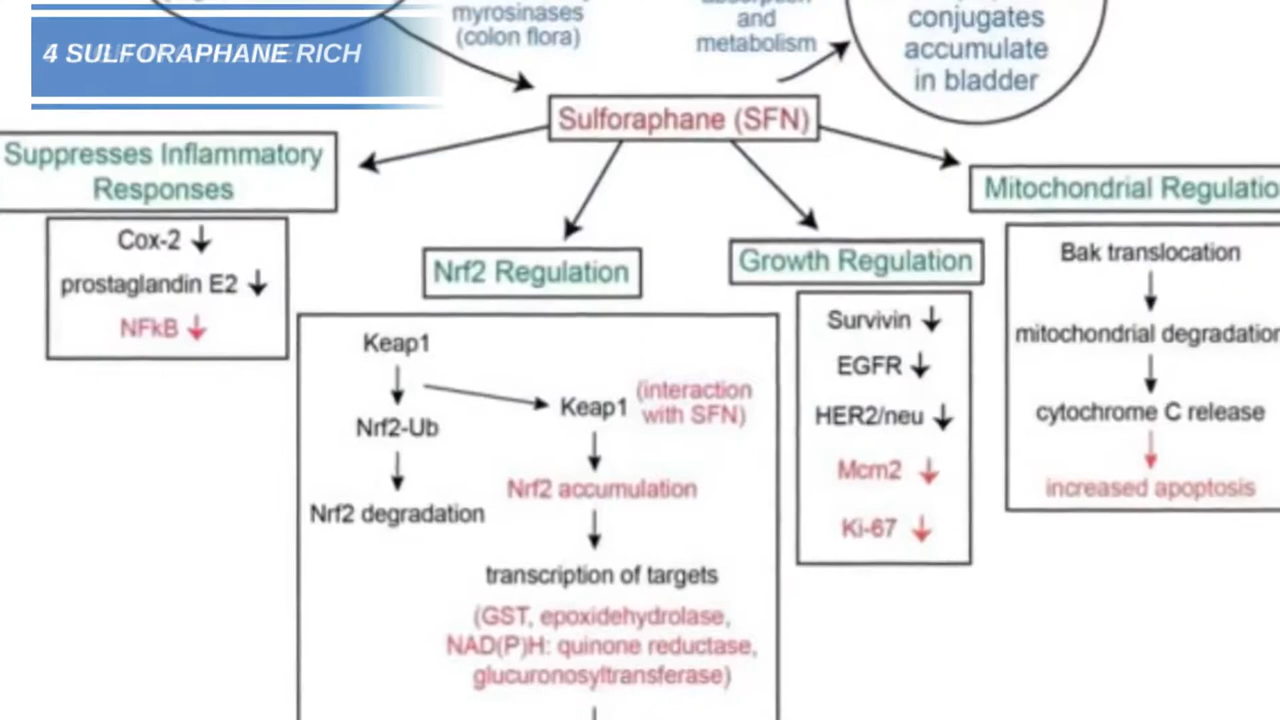 4 SULFORAPHANE RICH
myrosinases
(colon flora)
and
metabolism
conjugates
accumulate
in bladder
Sulforaphane (SFN)
Suppresses Inflammatory
Responses
Cox-2 ↓
prostaglandin E2 ↓
NFkB ↓
Nrf2 Regulation
Keap1
Nrf2-Ub
Nrf2 degradation
Keap1 (interaction
with SFN)
Nrf2 accumulation
transcription of targets
(GST, epoxidehydrolase,
NAD(P)H: quinone reductase,
glucuronosyltransferase)
Growth Regulation
Survivin ↓
EGFR ↓
HER2/neu ↓
Mcm2 ↓
Ki-67 ↓
Mitochondrial Regulatio
Bak translocation
mitochondrial degradation
cytochrome C release
increased apoptosis